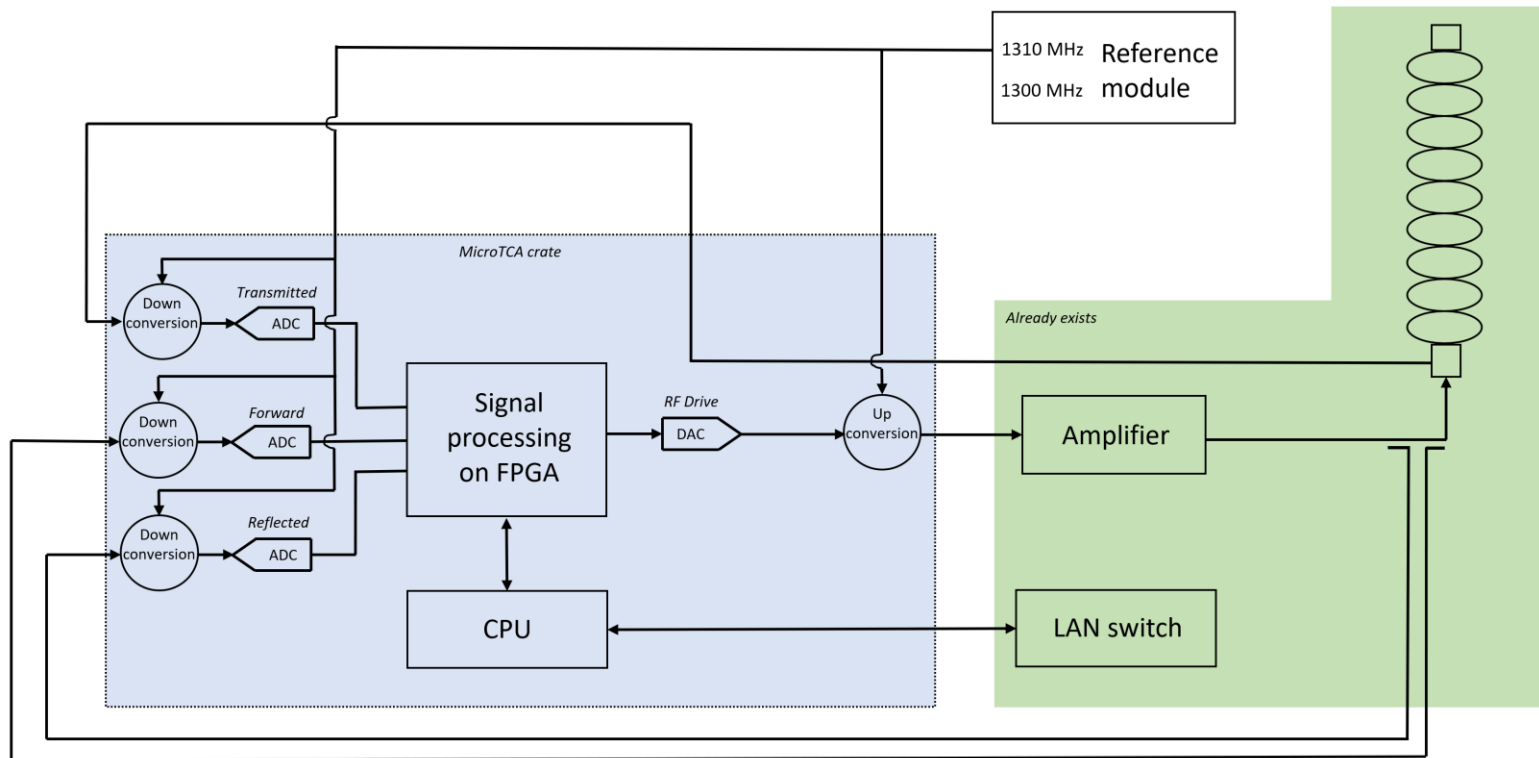 1310 MHz
1300 MHz
Reference
module
MicroTCA crate
Down
conversion
Transmitted
ADC
Already exists
Down
conversion
Forward
ADC
Signal
processing
on FPGA
RF Drive
DAC
Up
conversion
Amplifier
Down
conversion
Reflected
ADC
CPU
LAN switch